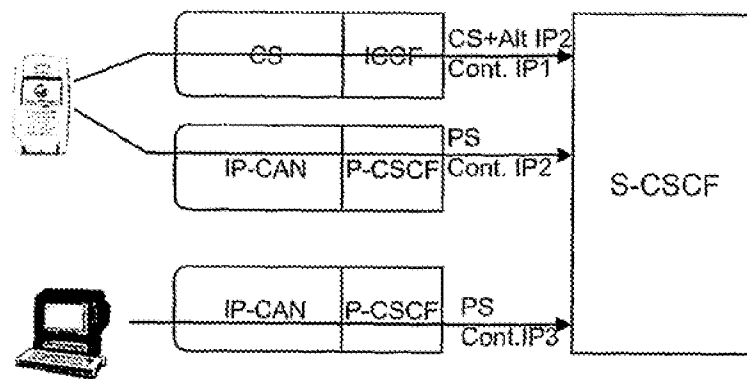 CS ICCF CS+Alt IP2
Cont. IP1
PS
IP-CAN P-CSCF Cont. IP2
S-CSCF
IP-CAN P-CSCF PS
Cont.IP3